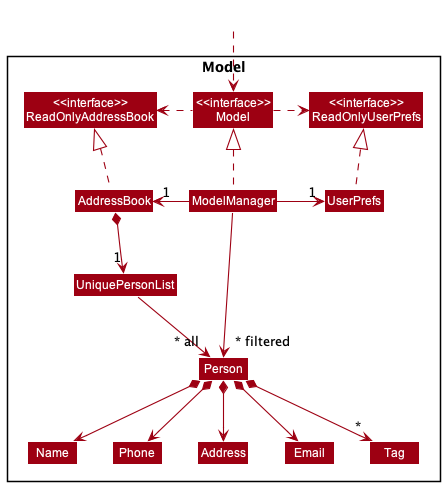 Model
<<interface>>
ReadOnlyAddressBook
<<interface>>
Model
<<interface>>
ReadOnlyUserPrefs
AddressBook
1
ModelManager
1
UserPrefs
1
UniquePersonList
* all
* filtered
Person
*
Name
Phone
Address
Email
Tag